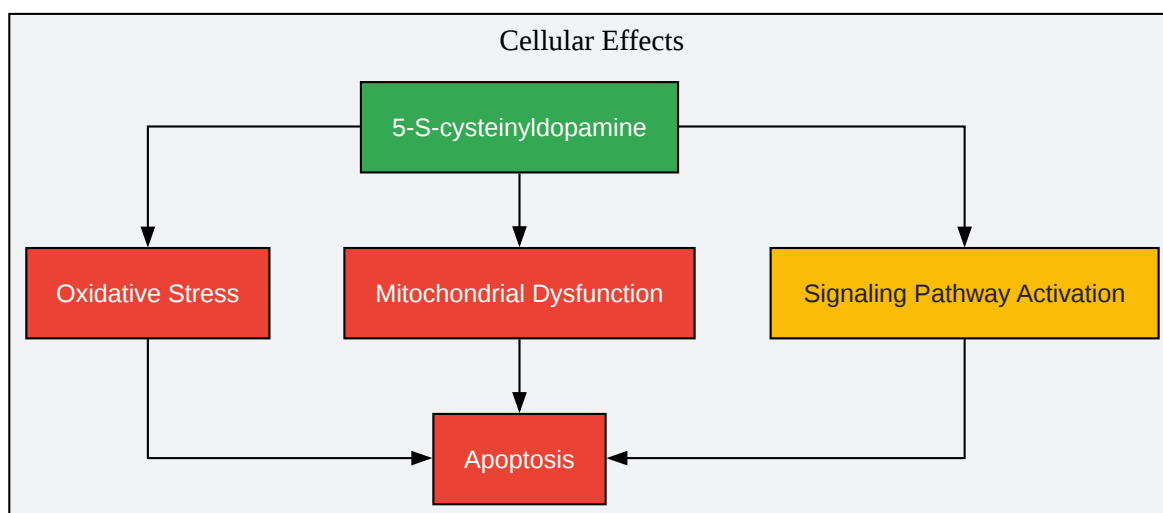 Cellular Effects
5-S-cysteinyldopamine
Oxidative Stress
Mitochondrial Dysfunction
Signaling Pathway Activation
Apoptosis